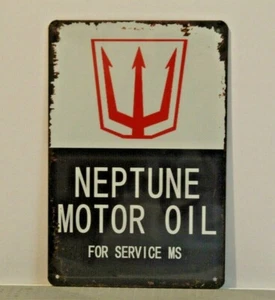 NEPTUNE
MOTOR OIL
FOR SERVICE MS